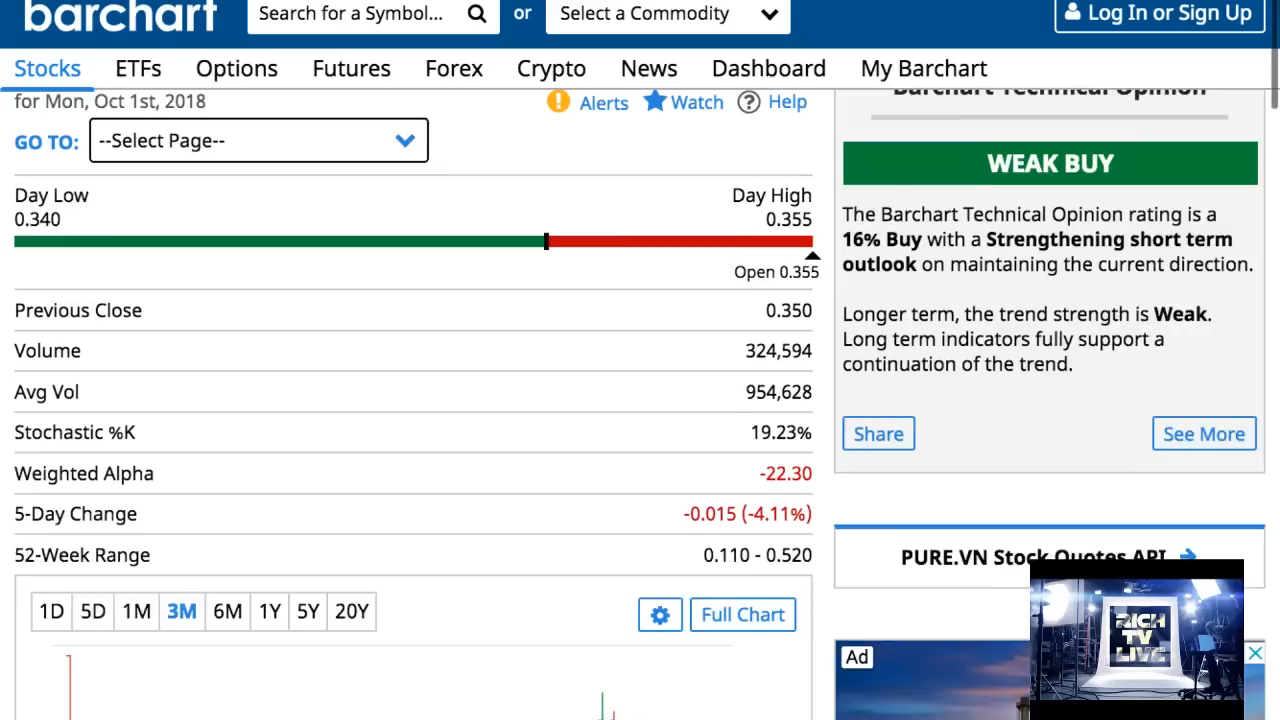 barchart
Search for a Symbol...
or
Select a Commodity
Log In or Sign Up
Stocks ETFs Options Futures Forex Crypto News Dashboard My Barchart
for Mon, Oct 1st, 2018
Alerts Watch Help
GO TO: --Select Page--
Day Low Day High
0.340 0.355
Open 0.355
Previous Close 0.350
Volume 324,594
Avg Vol 954,628
Stochastic %K 19.23%
Weighted Alpha -22.30
5-Day Change -0.015 (-4.11%)
52-Week Range 0.110 - 0.520
1D 5D 1M 3M 6M 1Y 5Y 20Y
Full Chart
Barchart Technical Opinion
WEAK BUY
The Barchart Technical Opinion rating is a
16% Buy with a Strengthening short term
outlook on maintaining the current direction.
Longer term, the trend strength is Weak.
Long term indicators fully support a
continuation of the trend.
Share See More
PURE.VN Stock Quotes API
Ad
RICH
TV
LIVE